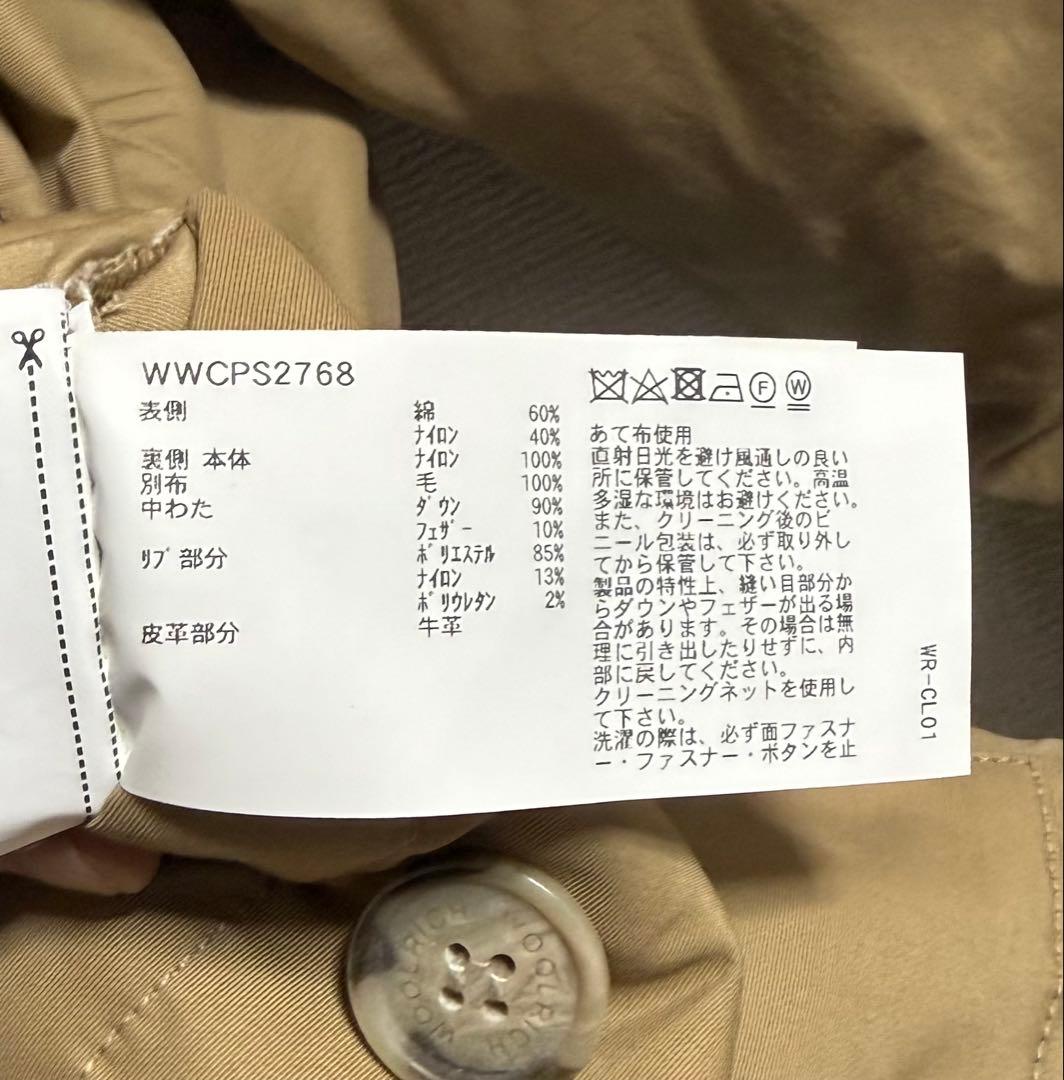 WWCPS2768
表側 綿 60%
ナイロン 40%
裏側 本体 ナイロン 100%
別布 毛 100%
中わた ダウン 90%
フェザー 10%
リブ部分 ポリエステル 85%
ナイロン 13%
ポリウレタン 2%
皮革部分 牛革
F W
あて布使用
直射日光を避け風通しの良い
所に保管してください。高温
多湿な環境はお避けください。
また、クリーニング後のビ
ニール包装は、必ず取り外し
てから保管して下さい。
製品の特性上、縫い目部分か
らダウンやフェザーが出る場
合があります。その場合は無
理に引き出したりせずに、内
部に戻してください。
クリーニングネットを使用し
て下さい。
洗濯の際は、必ず面ファスナ
ー・ファスナー・ボタンを止
WR-CL01
WOOLRICH WOOLRICH